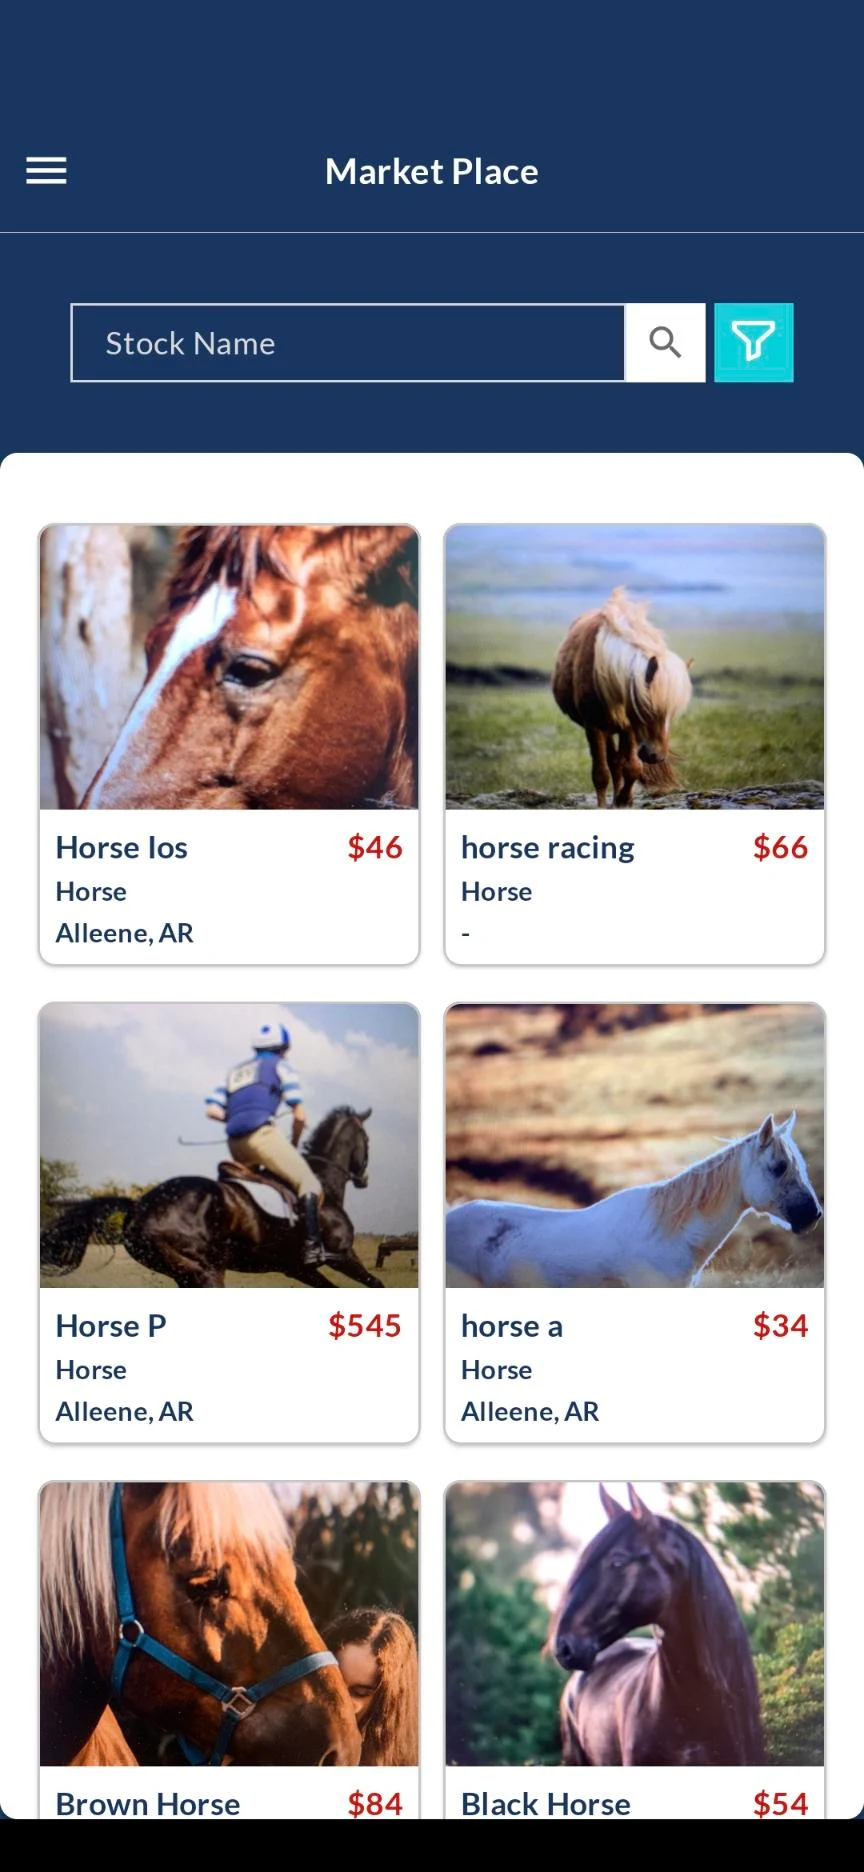 Market Place
Stock Name
Horse Ios $46
Horse
Alleene, AR
horse racing $66
Horse
-
Horse P $545
Horse
Alleene, AR
horse a $34
Horse
Alleene, AR
Brown Horse $84
Black Horse $54